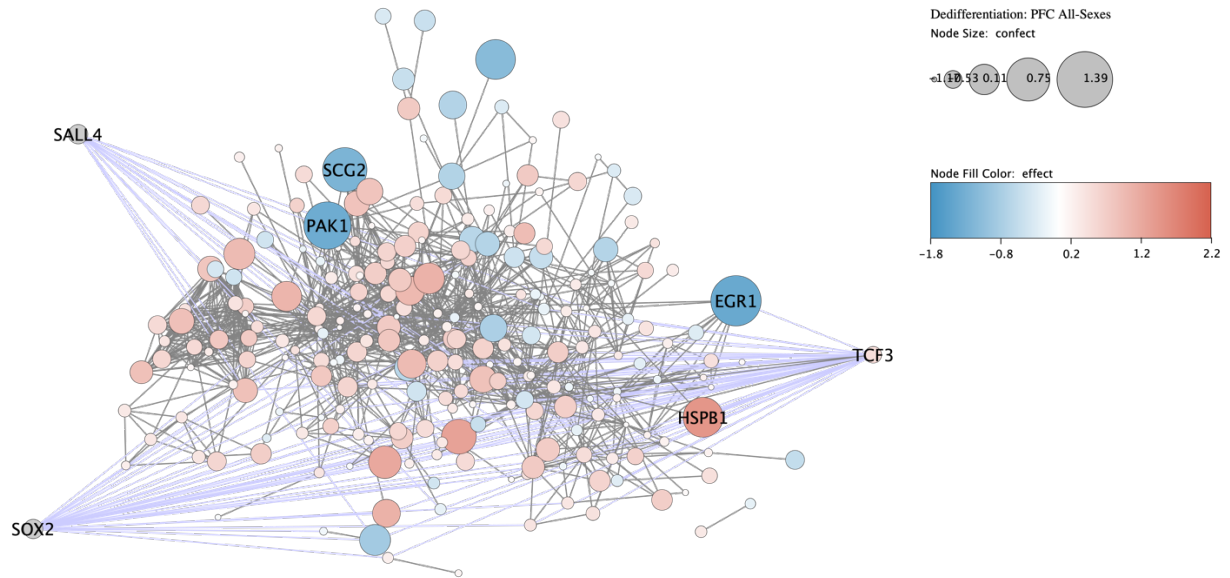 Dedifferentiation: PFC All-Sexes
Node Size: confect
0.11 0.75 1.39
SALL4
SCG2
Node Fill Color: effect
PAK1
-1.8 -0.8 0.2 1.2 2.2
EGR1
TCF3
HSPB1
SOX2